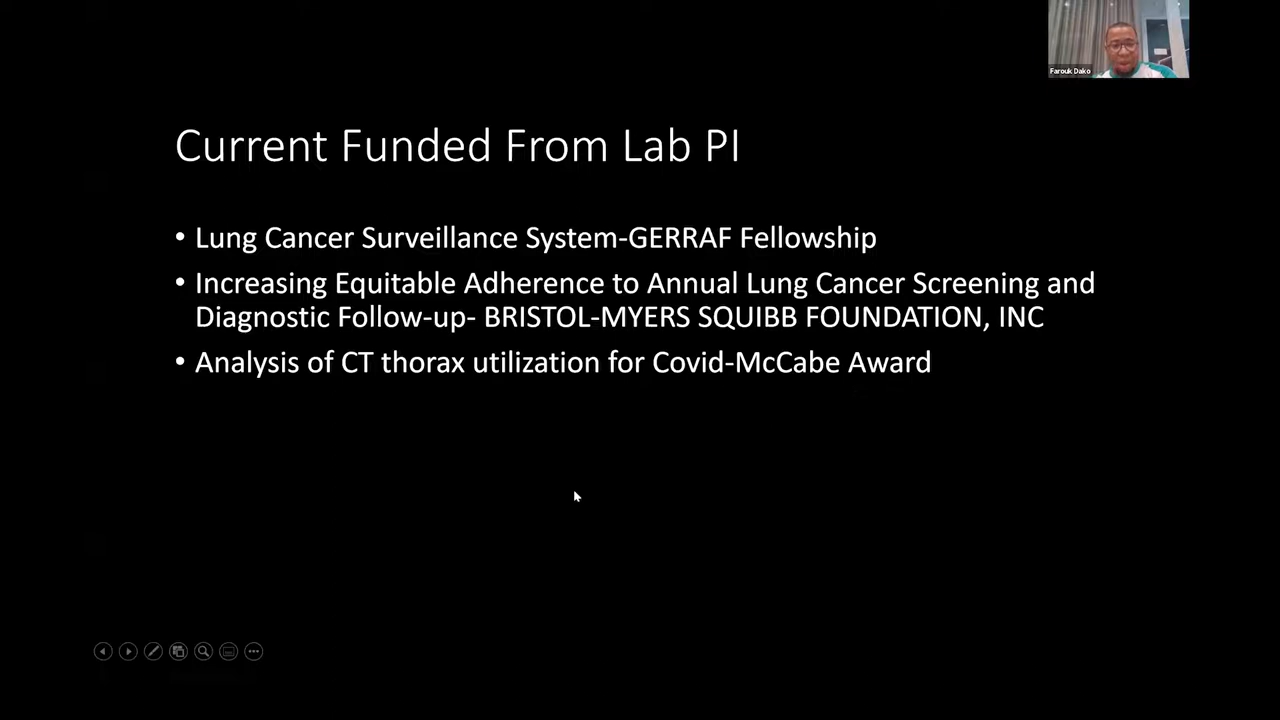 Farouk Dako
Current Funded From Lab PI
• Lung Cancer Surveillance System-GERRAF Fellowship
• Increasing Equitable Adherence to Annual Lung Cancer Screening and
Diagnostic Follow-up- BRISTOL-MYERS SQUIBB FOUNDATION, INC
• Analysis of CT thorax utilization for Covid-McCabe Award